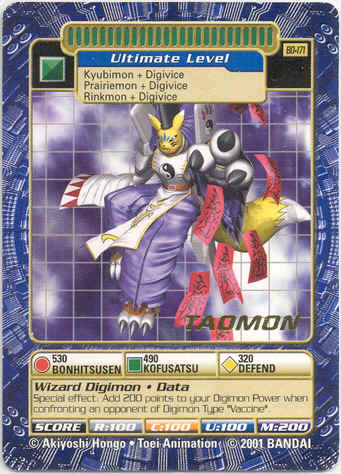 BO-171
Ultimate Level
Kyubimon + Digivice
Prairiemon + Digivice
Rinkmon + Digivice
TAOMON
530 BONHITSUSEN
490 KOFUSATSU
320 DEFEND
Wizard Digimon • Data
Special effect: Add 200 points to your Digimon Power when
confronting an opponent of Digimon Type "Vaccine".
SCORE R:100 C:100 U:100 M:200
© Akiyoshi Hongo • Toei Animation © 2001 BANDAI